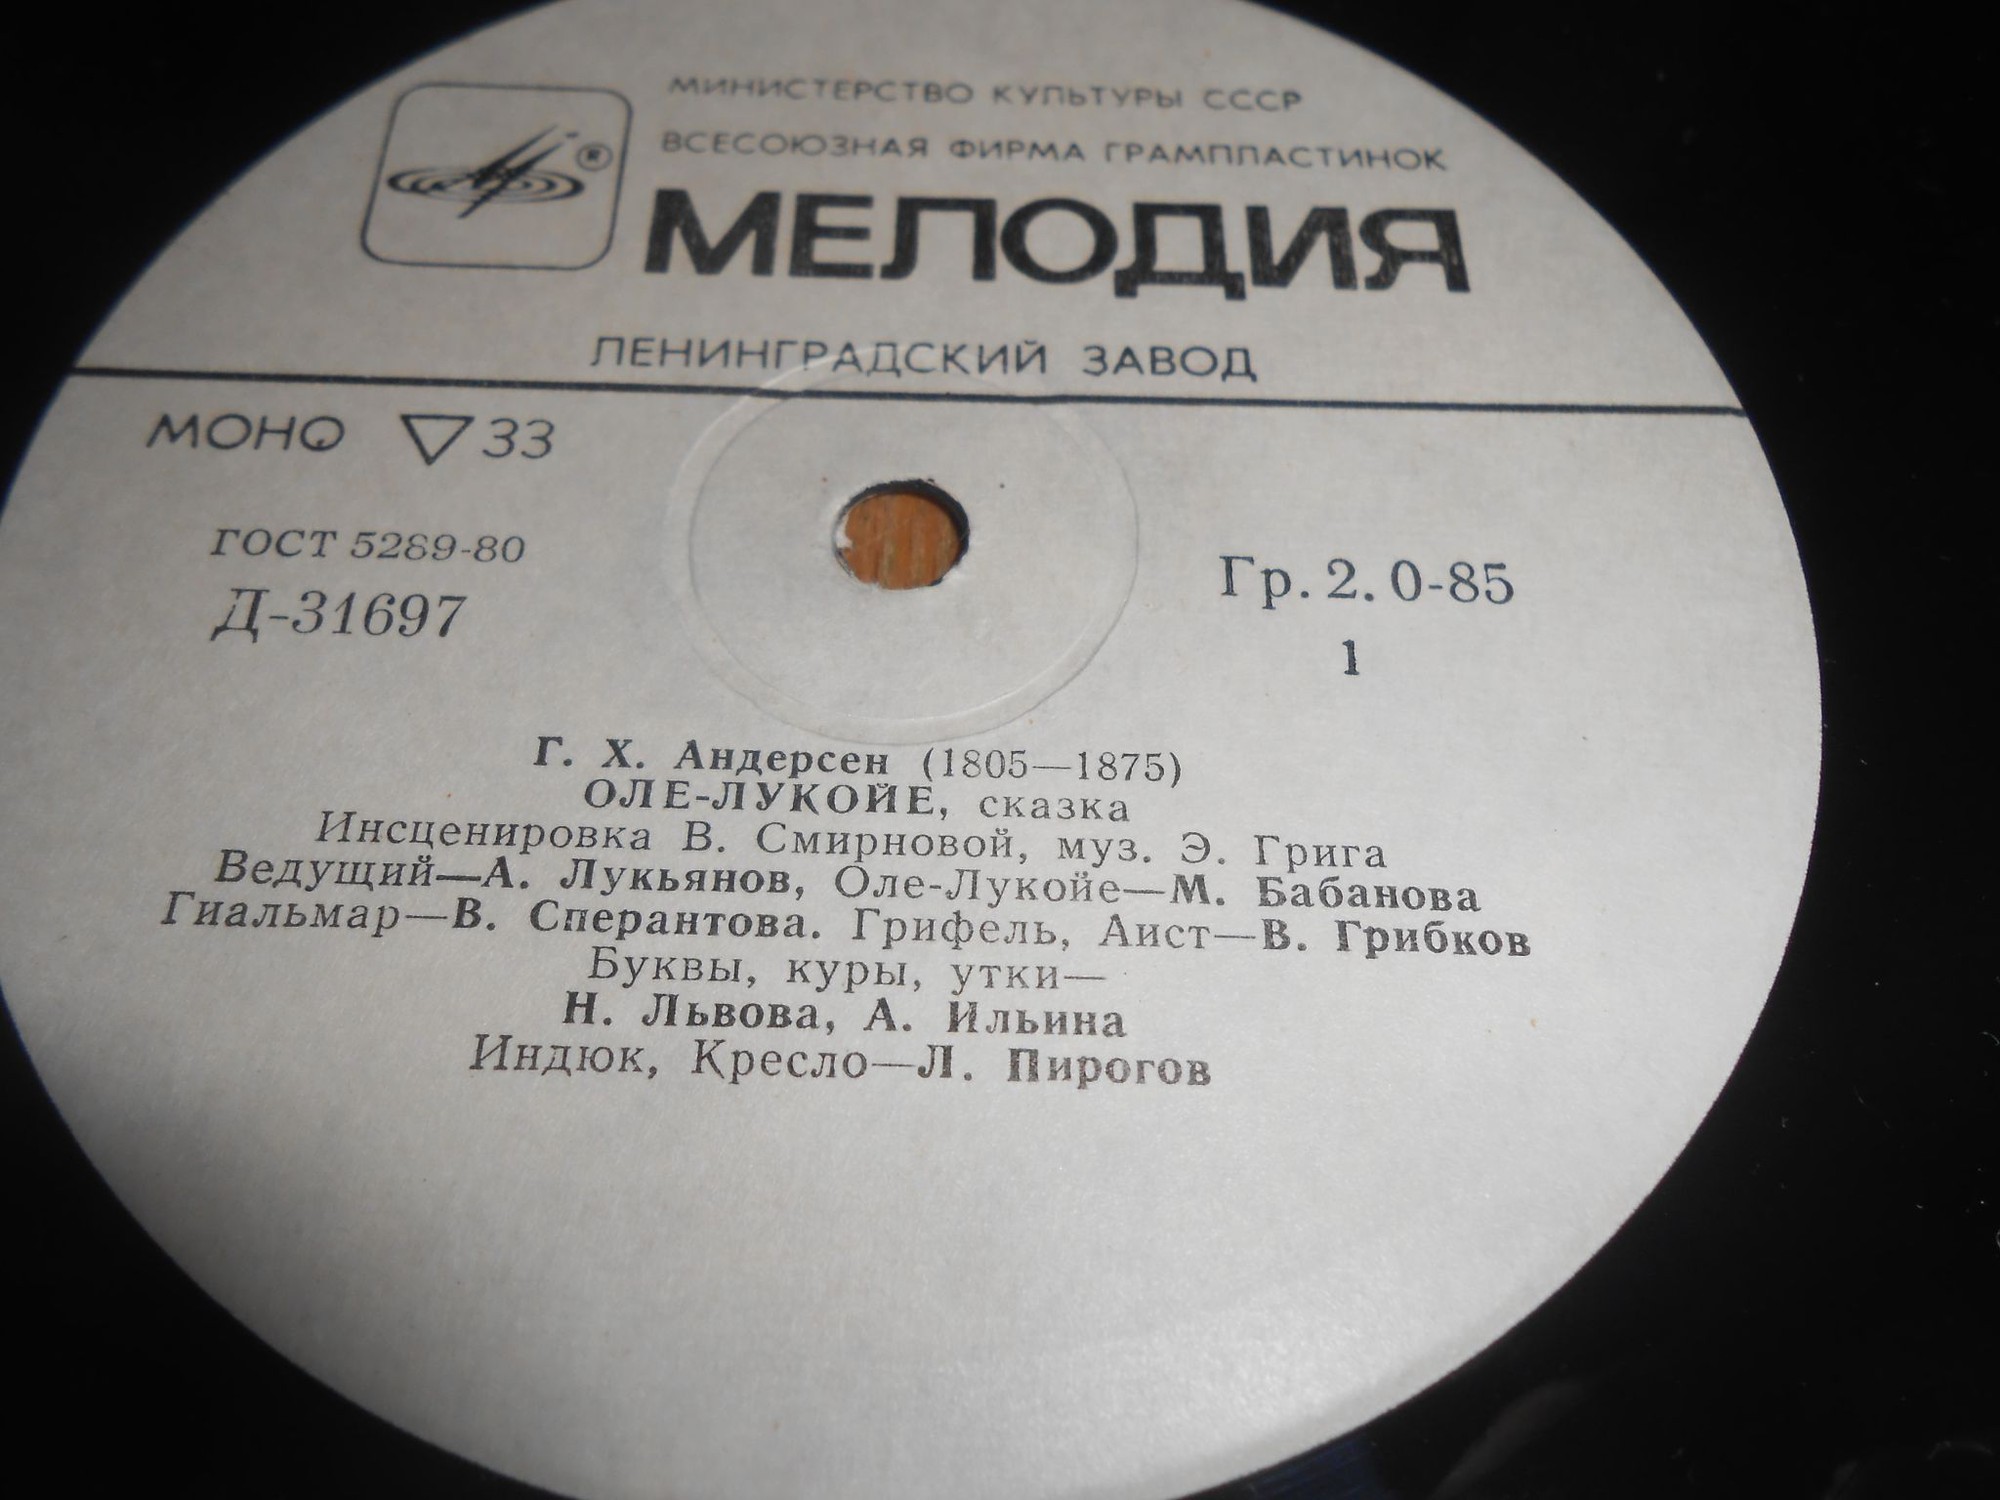 МИНИСТЕРСТВО КУЛЬТУРЫ СССР
ВСЕСОЮЗНАЯ ФИРМА ГРАМПЛАСТИНОК
®
МЕЛОДИЯ
ЛЕНИНГРАДСКИЙ ЗАВОД
МОНО ▽ 33
ГОСТ 5289-80
Д-31697
Гр. 2. 0-85
1
Г. Х. Андерсен (1805—1875)
ОЛЕ-ЛУКОЙЕ, сказка
Инсценировка В. Смирновой, муз. Э. Грига
Ведущий—А. Лукьянов, Оле-Лукойе—М. Бабанова
Гиальмар—В. Сперантова. Грифель, Аист—В. Грибков
Буквы, куры, утки—
Н. Львова, А. Ильина
Индюк, Кресло—Л. Пирогов